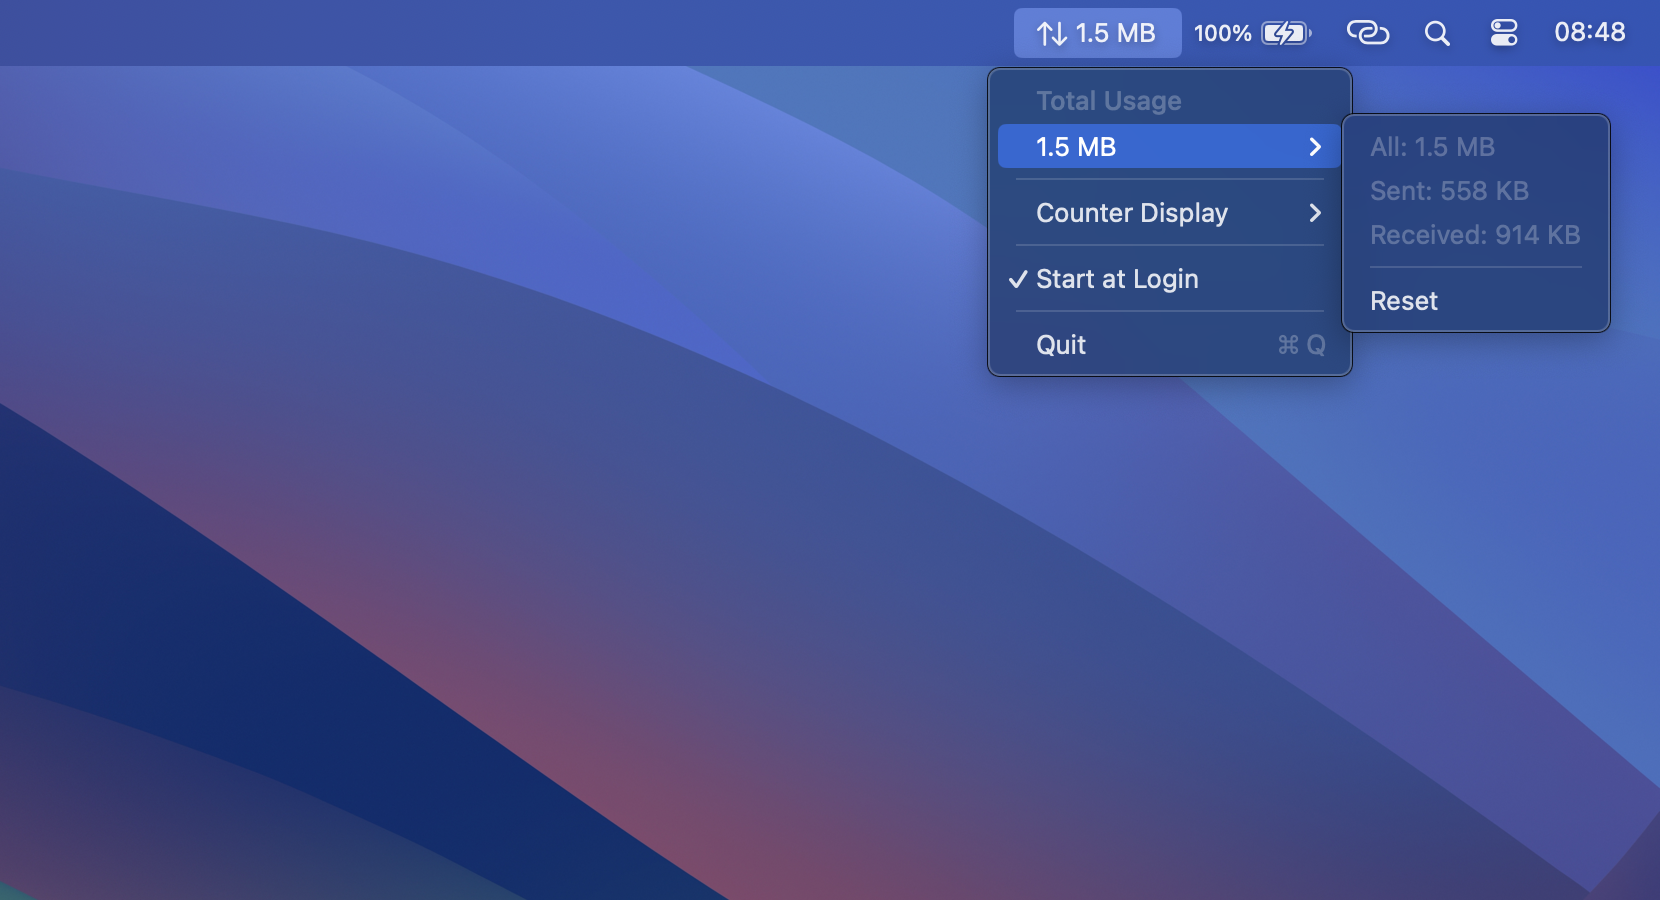 ↑↓ 1.5 MB 100% 08:48
Total Usage
1.5 MB
Counter Display
✓ Start at Login
Quit ⌘ Q
All: 1.5 MB
Sent: 558 KB
Received: 914 KB
Reset